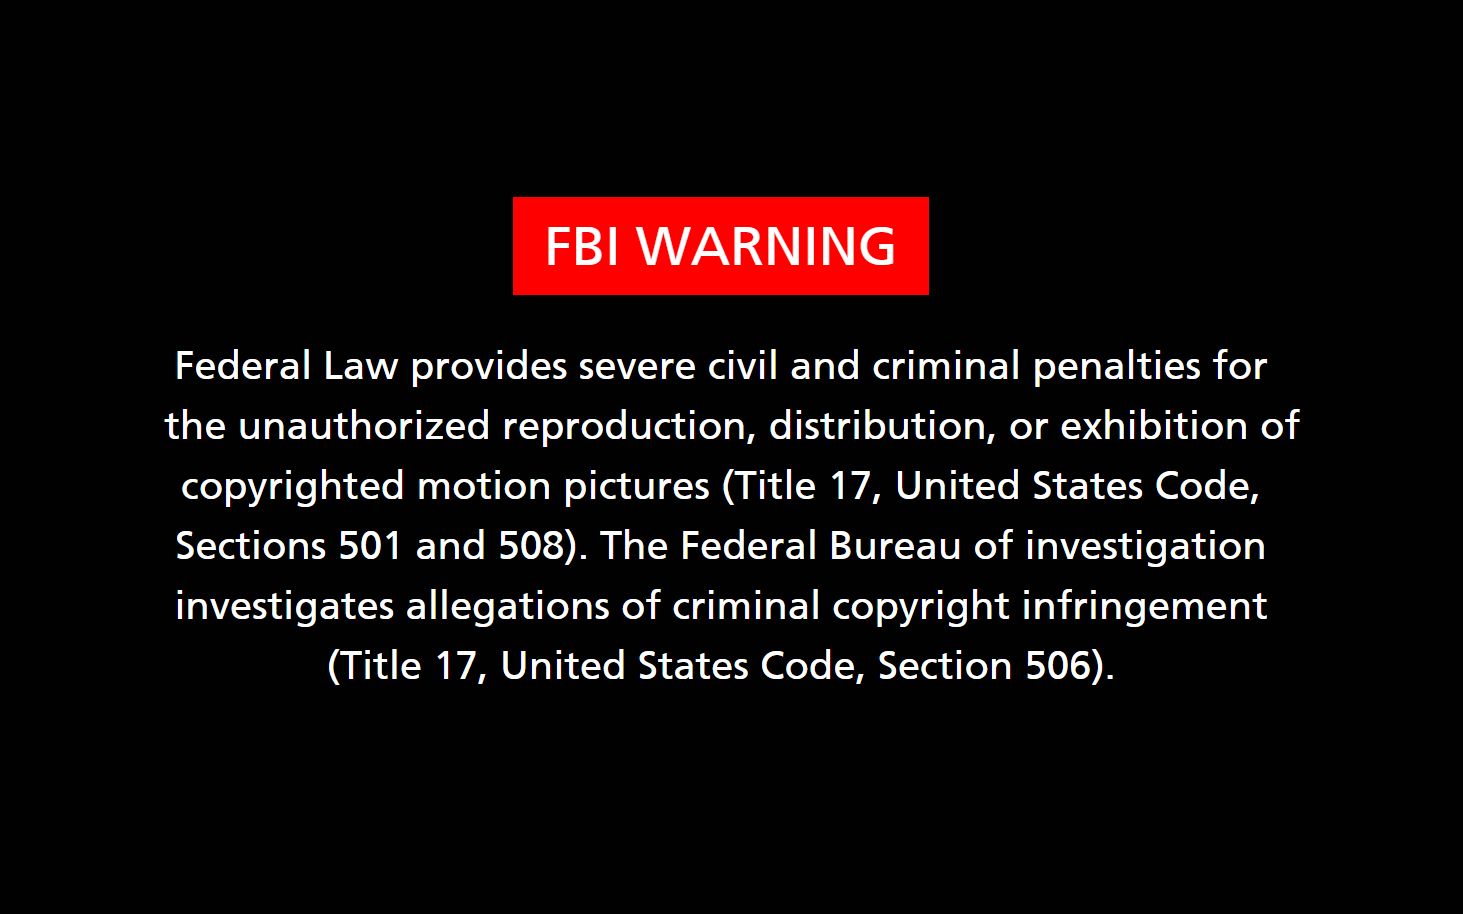 FBI WARNING
Federal Law provides severe civil and criminal penalties for
the unauthorized reproduction, distribution, or exhibition of
copyrighted motion pictures (Title 17, United States Code,
Sections 501 and 508). The Federal Bureau of investigation
investigates allegations of criminal copyright infringement
(Title 17, United States Code, Section 506).